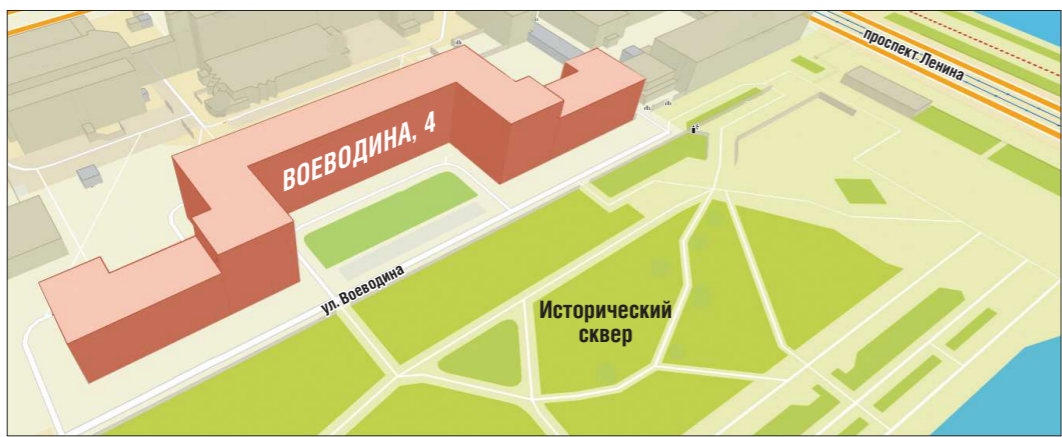 проспект Ленина
ВОЕВОДИНА, 4
ул. Воеводина
Исторический
сквер